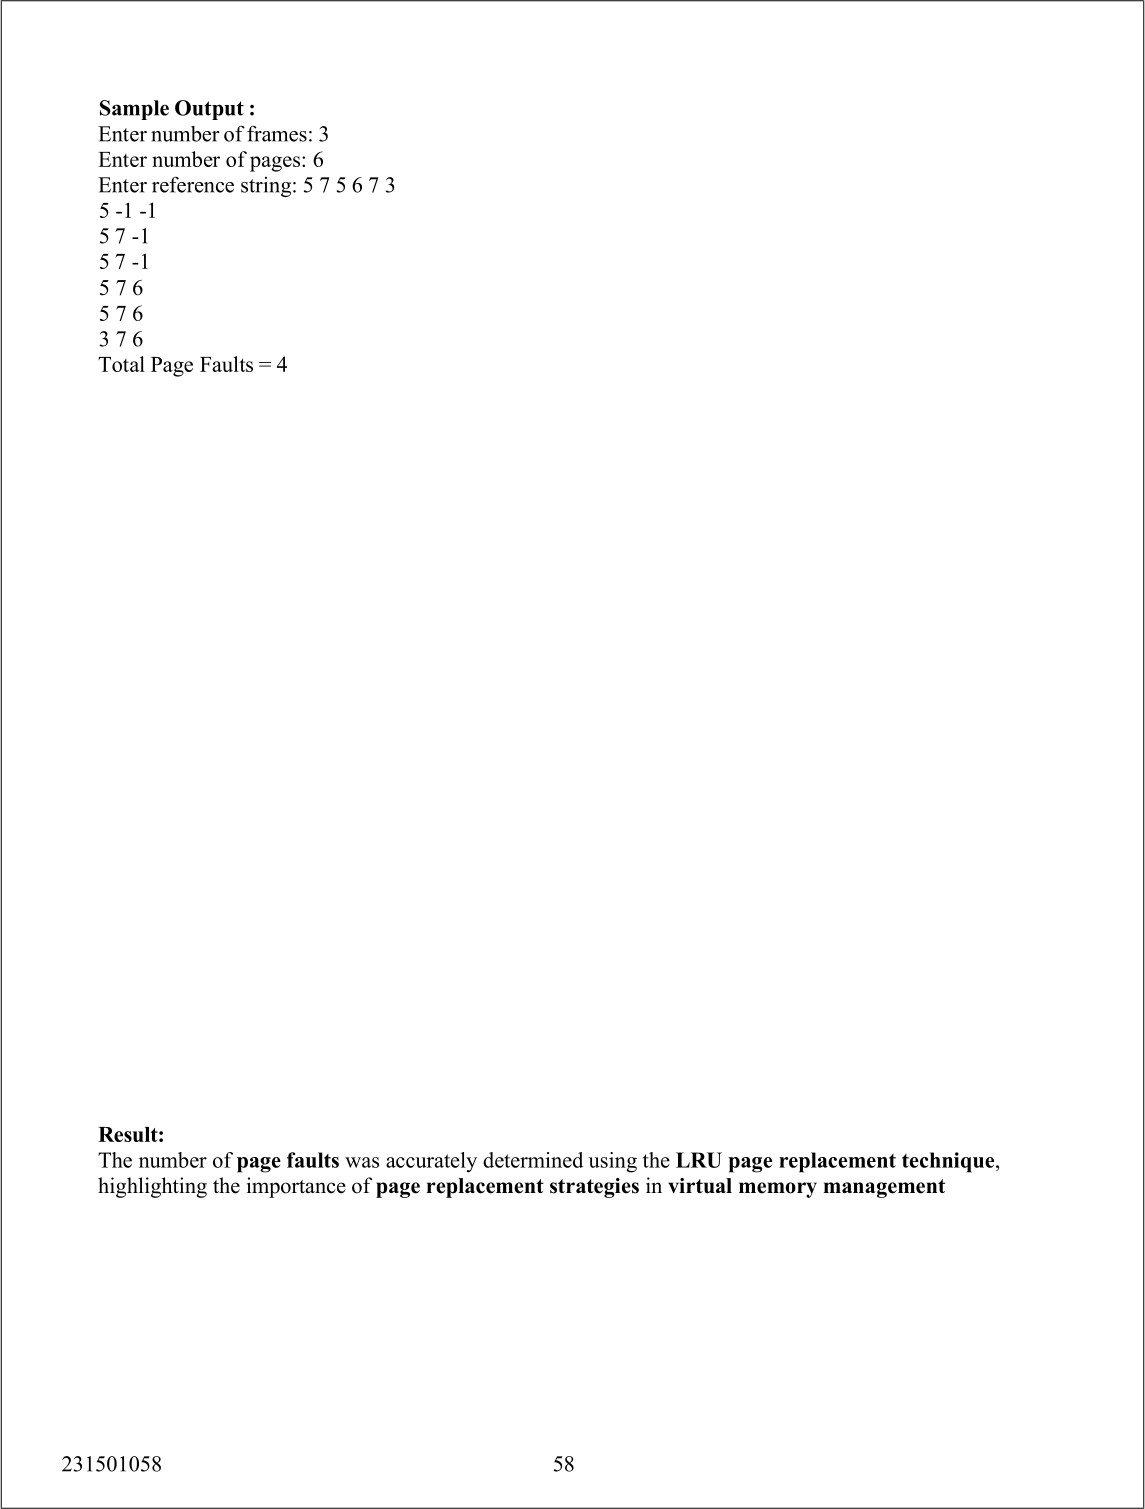 Sample Output :
Enter number of frames: 3
Enter number of pages: 6
Enter reference string: 5 7 5 6 7 3
5 -1 -1
5 7 -1
5 7 -1
5 7 6
5 7 6
3 7 6
Total Page Faults = 4
Result:
The number of page faults was accurately determined using the LRU page replacement technique,
highlighting the importance of page replacement strategies in virtual memory management
231501058 58